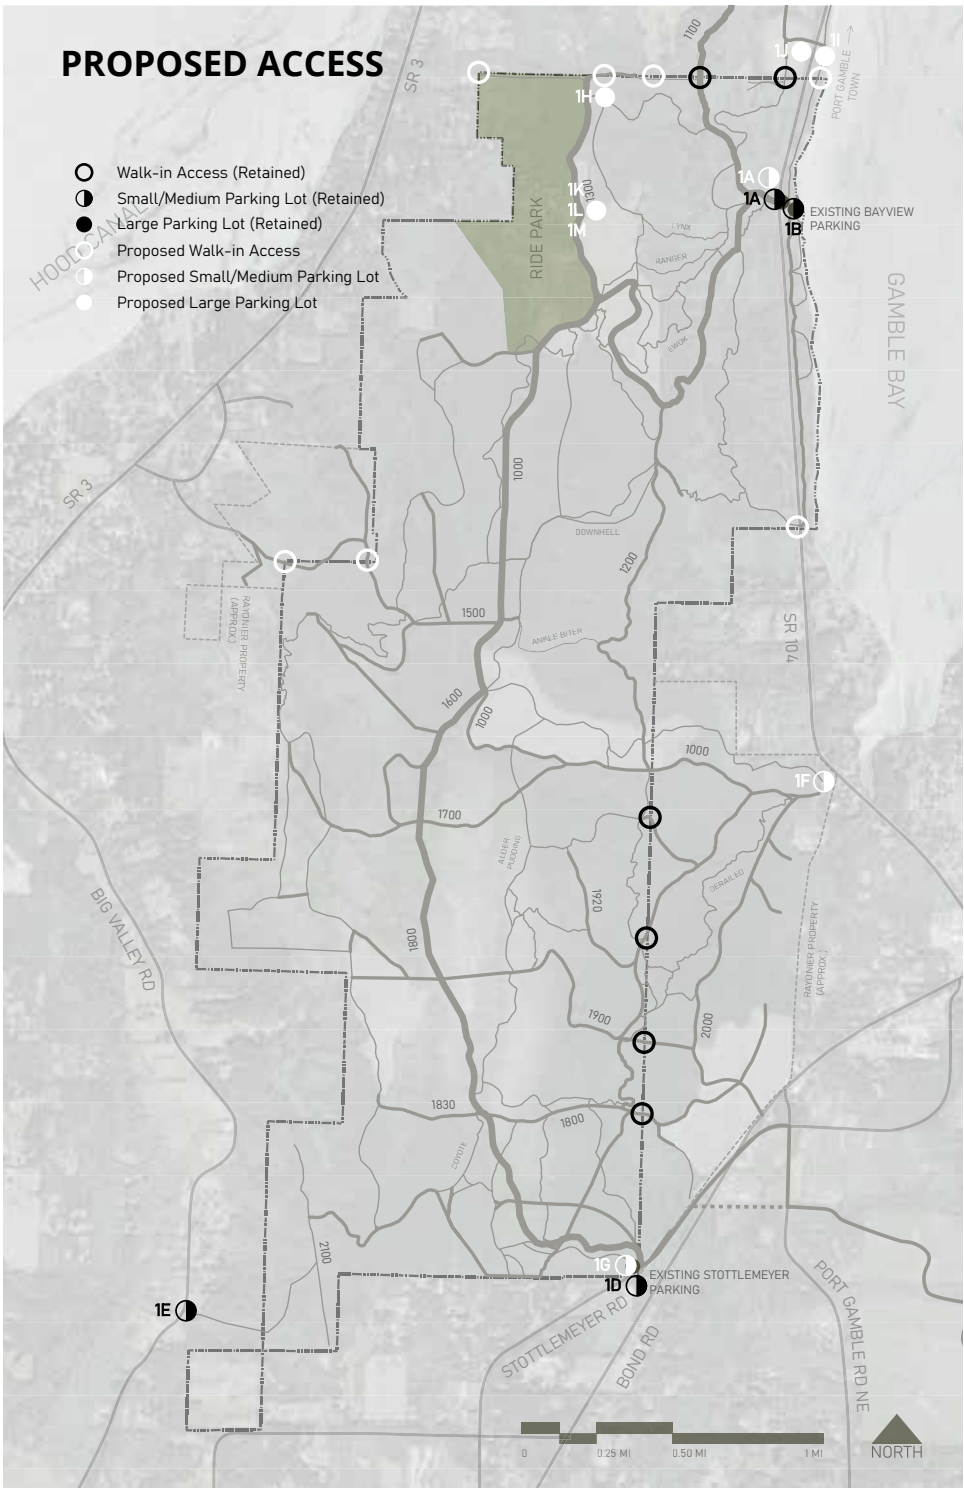 PROPOSED ACCESS
SR 3
1100
1J
1I
PORT GAMBLE
TOWN
1H
Walk-in Access (Retained)
Small/Medium Parking Lot (Retained)
Large Parking Lot (Retained)
Proposed Walk-in Access
Proposed Small/Medium Parking Lot
Proposed Large Parking Lot
HOOD CANAL
RIDE PARK
1300
1K
1L
1M
1A
1A
1B
EXISTING BAYVIEW
PARKING
LYNX
RANGER
EWOK
GAMBLE BAY
1000
SR 3
DOWNHELL
1200
RAYONIER PROPERTY
(APPROX.)
1500
ANKLE BITER
SR 104
1600
1000
1000
1F
1700
ALDER
PUDDING
DERAILED
1920
BIG VALLEY RD
1800
RAYONIER PROPERTY
(APPROX.)
1900
2000
1830
1800
COYOTE
2100
1G
1D
EXISTING STOTTLEMEYER
PARKING
1E
STOTTLEMEYER RD
BOND RD
PORT GAMBLE RD NE
0
0.25 MI
0.50 MI
1 MI
NORTH